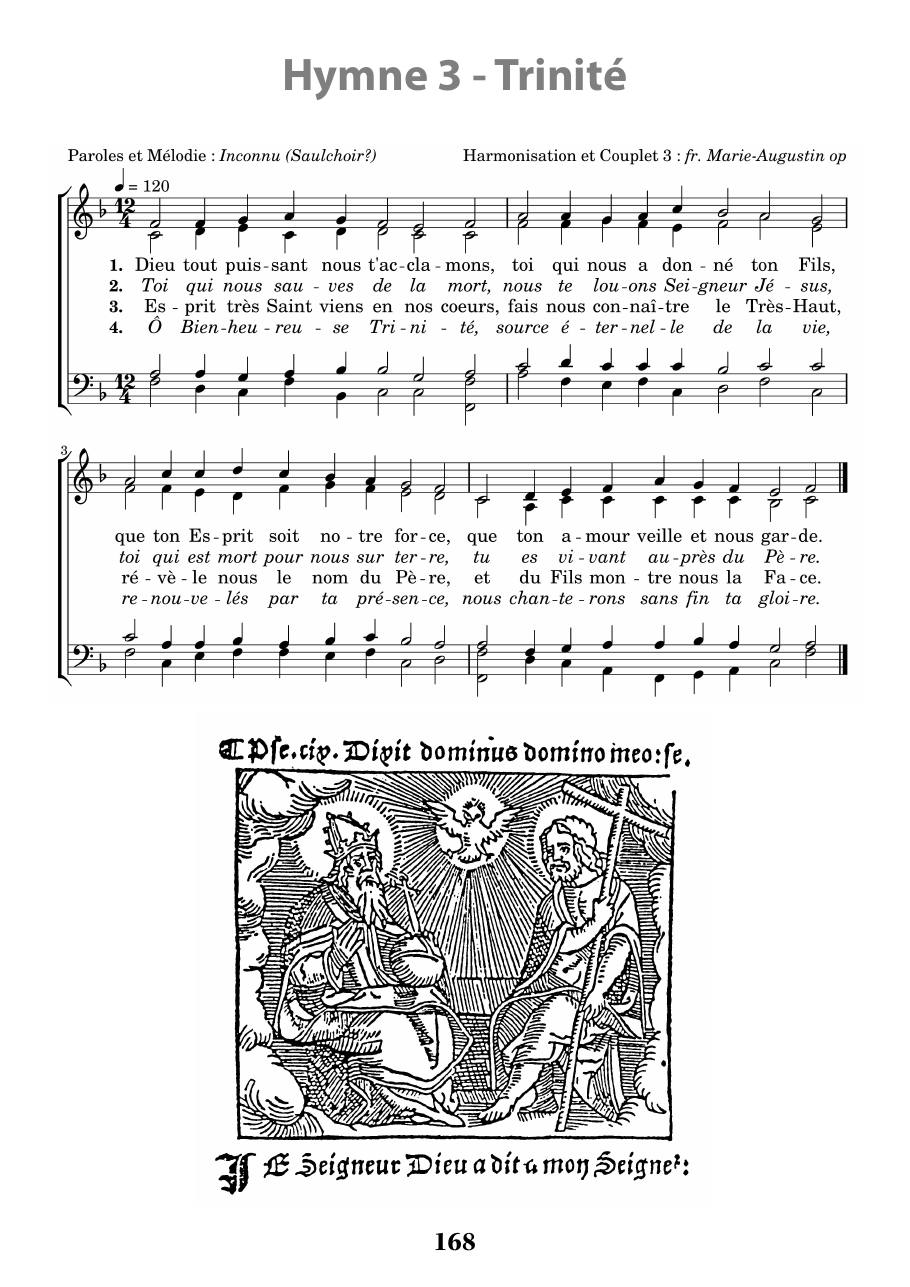 Hymne 3 - Trinité
Paroles et Mélodie : Inconnu (Saulchoir?)
Harmonisation et Couplet 3 : fr. Marie-Augustin op
= 120
12
4
1. Dieu tout puis - sant nous t'ac - cla - mons, toi qui nous a don - né ton Fils,
2. Toi qui nous sau - ves de la mort, nous te lou - ons Sei - gneur Jé - sus,
3. Es - prit très Saint viens en nos coeurs, fais nous con - naî - tre le Très - Haut,
4. Ô Bien - heu - reu - se Tri - ni - té, source é - ter - nel - le de la vie,
12
4
3
que ton Es - prit soit no - tre for - ce, que ton a - mour veille et nous gar - de.
toi qui est mort pour nous sur ter - re, tu es vi - vant au - près du Pè - re.
ré - vè - le nous le nom du Pè - re, et du Fils mon - tre nous la Fa - ce.
re - nou - ve - lés par ta pré - sen - ce, nous chan - te - rons sans fin ta gloi - re.
Pſe. cix. Dixit dominus domino meo: ſe.
E Seigneur Dieu a dit a mon
168